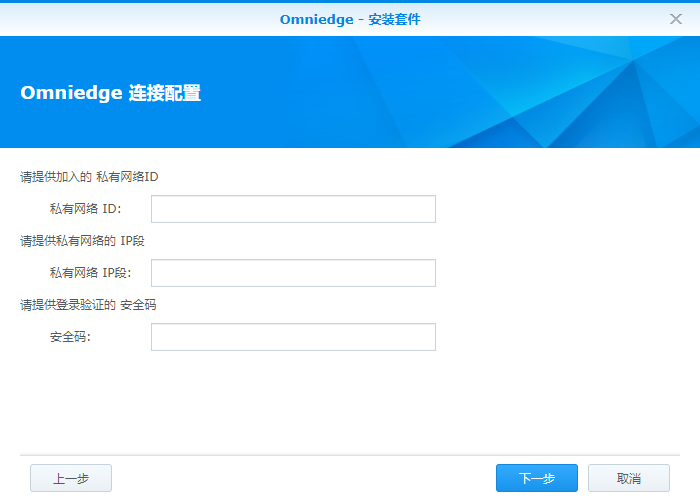 Omniedge - 安装套件
Omniedge 连接配置
请提供加入的 私有网络ID
私有网络 ID:
请提供私有网络的 IP段
私有网络 IP段:
请提供登录验证的 安全码
安全码:
上一步 下一步 取消